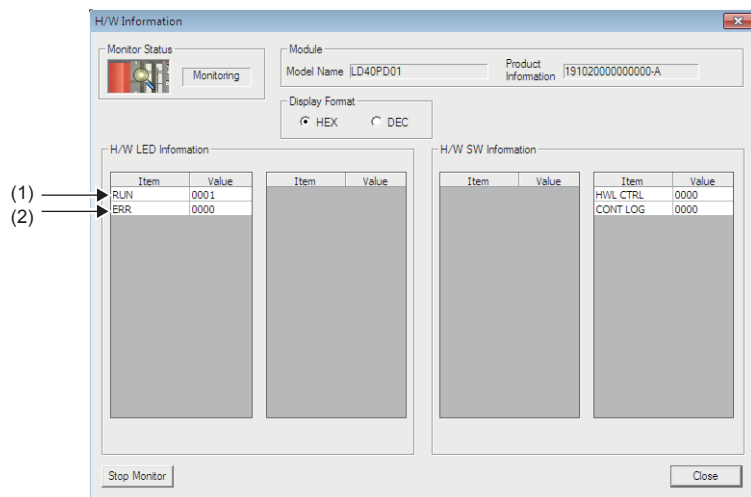 H/W Information
Monitor Status
Monitoring
Module
Model Name LD40PD01
Product Information 191020000000000-A
Display Format
HEX DEC
H/W LED Information
H/W SW Information
Item Value Item Value Item Value Item Value
(1) RUN 0001 HWL CTRL 0000
(2) ERR 0000 CONT LOG 0000
Stop Monitor
Close